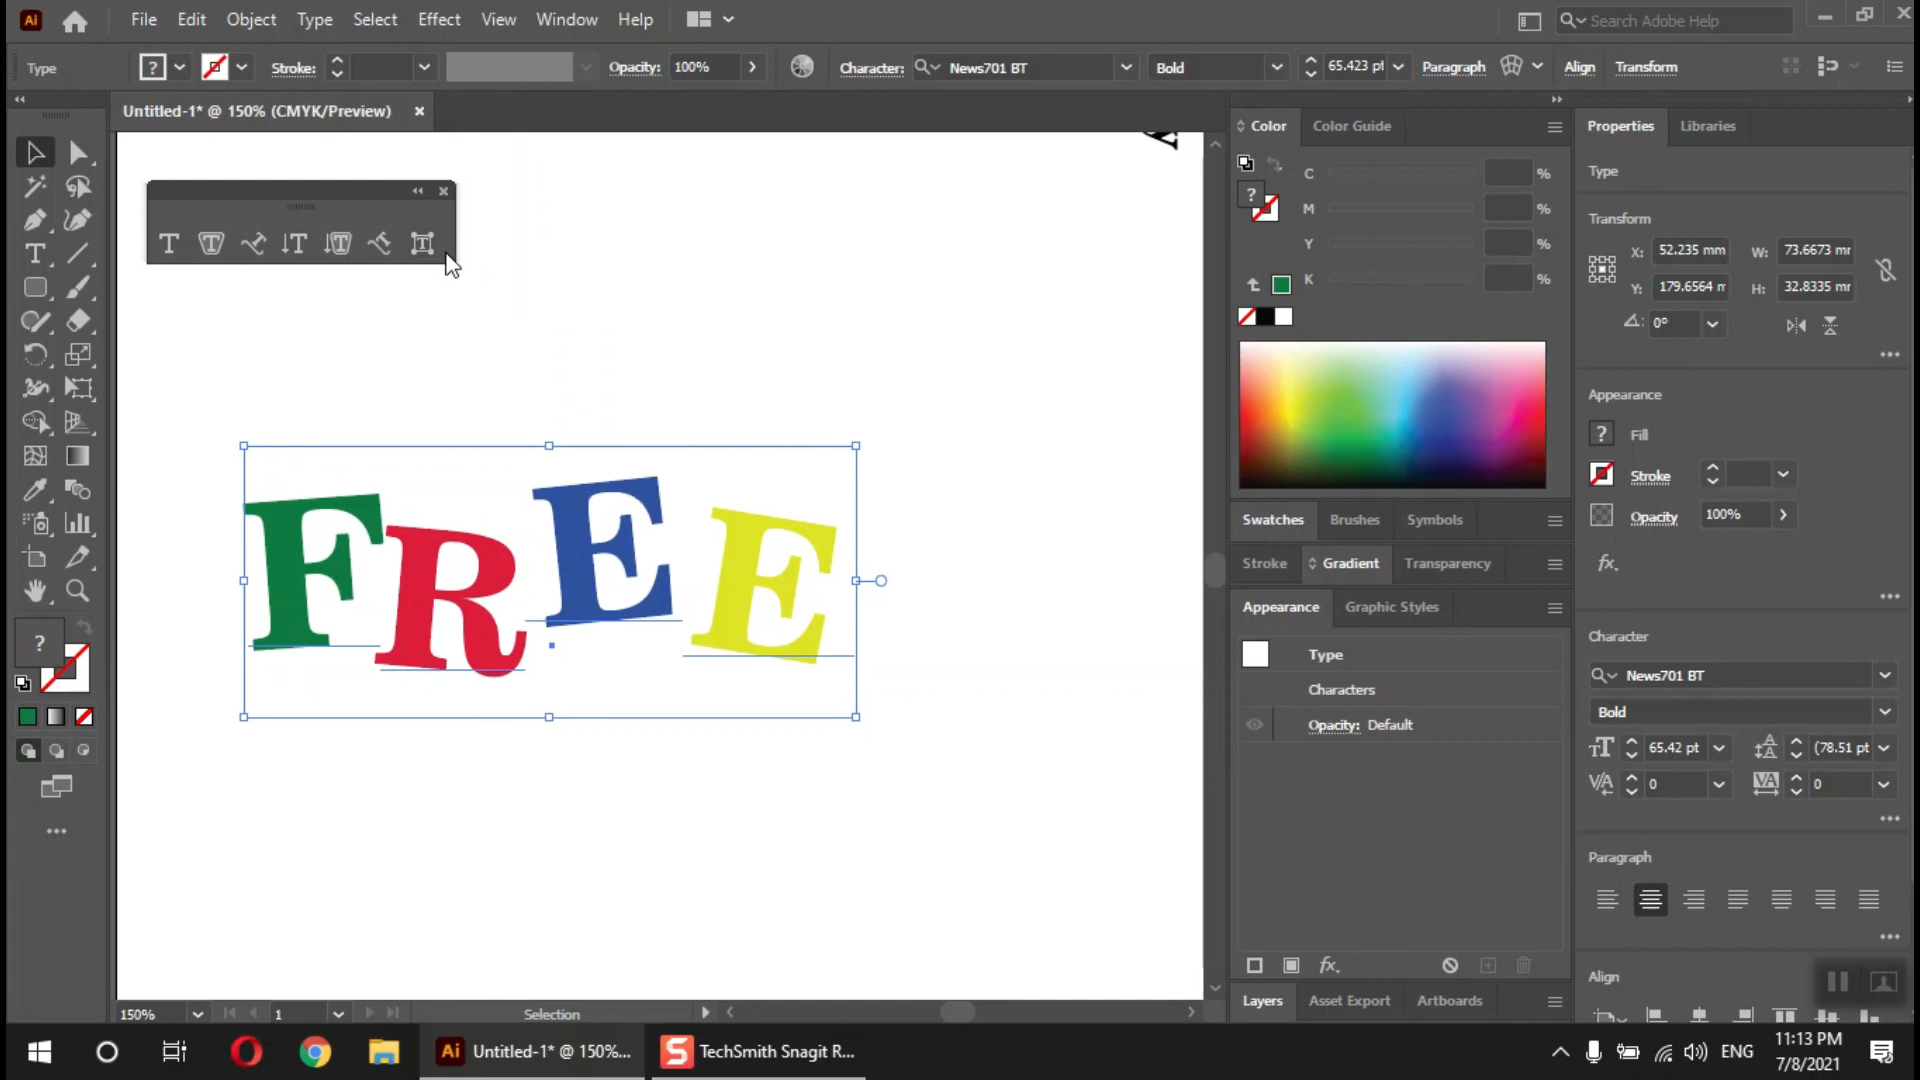 Ai File Edit Object Type Select Effect View Window Help Search Adobe Help
Type ? Stroke: Opacity: 100% Character: News701 BT Bold 65.423 pt Paragraph Align Transform
Untitled-1* @ 150% (CMYK/Preview)
Color Color Guide
C %
M %
Y %
K %
?
Swatches Brushes Symbols
Stroke Gradient Transparency
Appearance Graphic Styles
Type
Characters
Opacity: Default
fx.
Layers Asset Export Artboards
Properties Libraries
Type
Transform
X: 52.235 mm W: 73.6673 mr
Y: 179.6564 m H: 32.8335 mr
0°
Appearance
? Fill
Stroke
Opacity 100%
fx.
Character
News701 BT
Bold
65.42 pt (78.51 pt
0 0
Paragraph
Align
A
FREE
?
150% 1 Selection
Ai Untitled-1* @ 150%... S TechSmith Snagit R... ENG 11:13 PM
7/8/2021